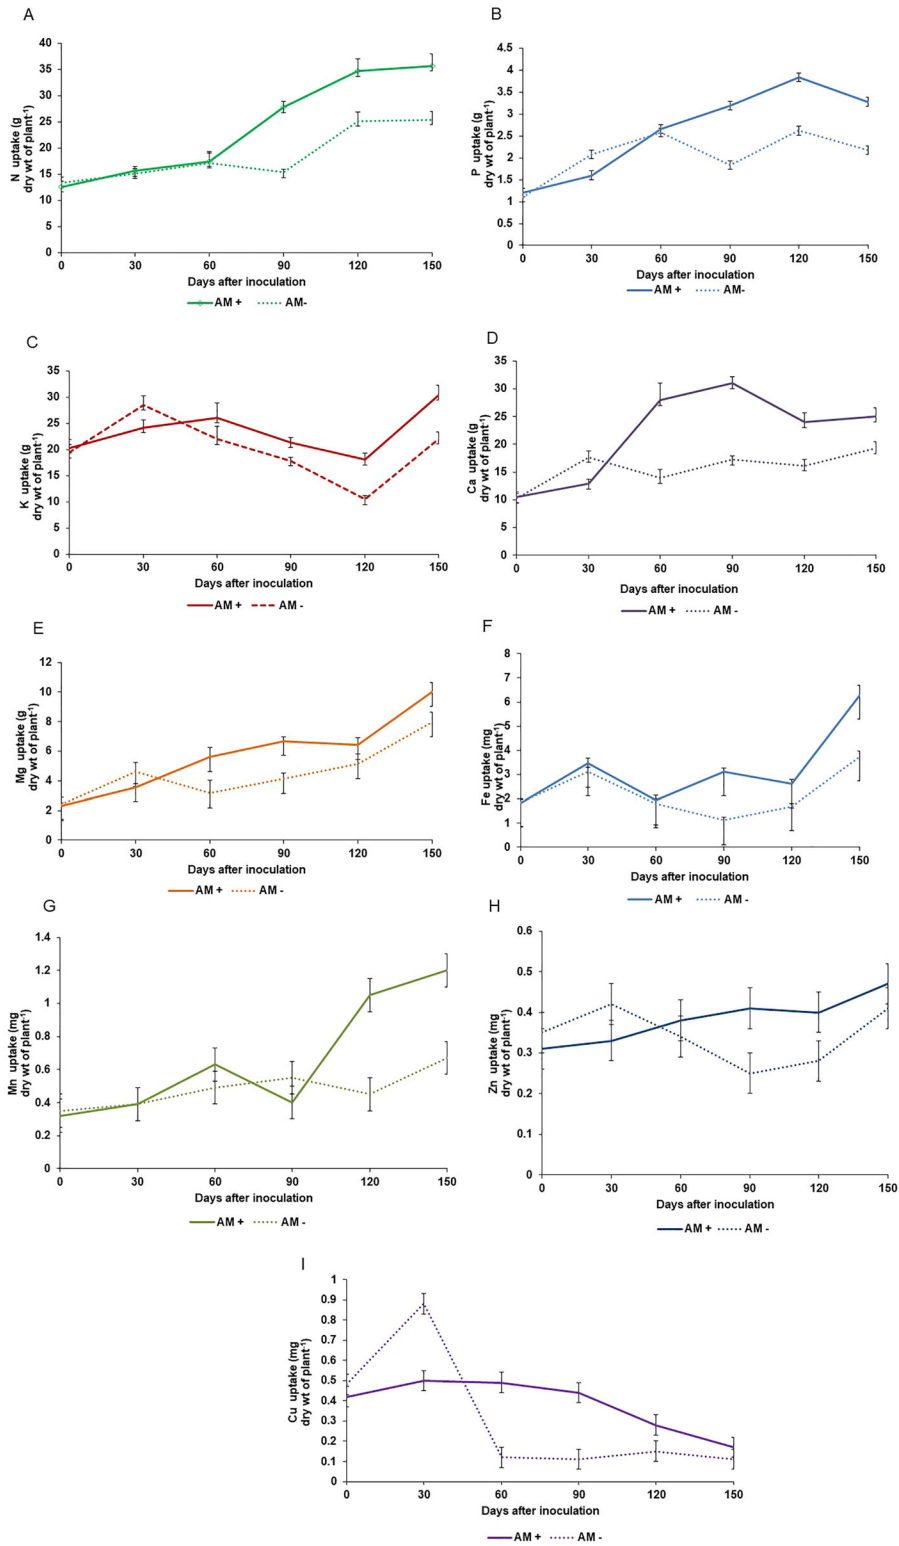 A
N uptake (g
dry wt of plant-1)
40
35
30
25
20
15
10
5
0
0 30 60 90 120 150
Days after inoculation
AM + AM-
B
P uptake (g
dry wt of plant-1)
4.5
4
3.5
3
2.5
2
1.5
1
0.5
0
0 30 60 90 120 150
Days after inoculation
AM + AM-
C
K uptake (g
dry wt of plant-1)
35
30
25
20
15
10
5
0
0 30 60 90 120 150
Days after inoculation
AM + AM -
D
Ca uptake (g
dry wt of plant-1)
35
30
25
20
15
10
5
0
0 30 60 90 120 150
Days after inoculation
AM + AM -
E
Mg uptake (g
dry wt of plant-1)
12
10
8
6
4
2
0
0 30 60 90 120 150
Days after inoculation
AM + AM -
F
Fe uptake (mg
dry wt of plant-1)
8
7
6
5
4
3
2
1
0
0 30 60 90 120 150
Days after inoculation
AM + AM -
G
Mn uptake (mg
dry wt of plant-1)
1.4
1.2
1
0.8
0.6
0.4
0.2
0
0 30 60 90 120 150
Days after inoculation
AM + AM -
H
Zn uptake (mg
dry wt of plant-1)
0.6
0.5
0.4
0.3
0.2
0.1
0
0 30 60 90 120 150
Days after inoculation
AM + AM -
I
Cu uptake (mg
dry wt of plant-1)
1
0.9
0.8
0.7
0.6
0.5
0.4
0.3
0.2
0.1
0
0 30 60 90 120 150
Days after inoculation
AM + AM -